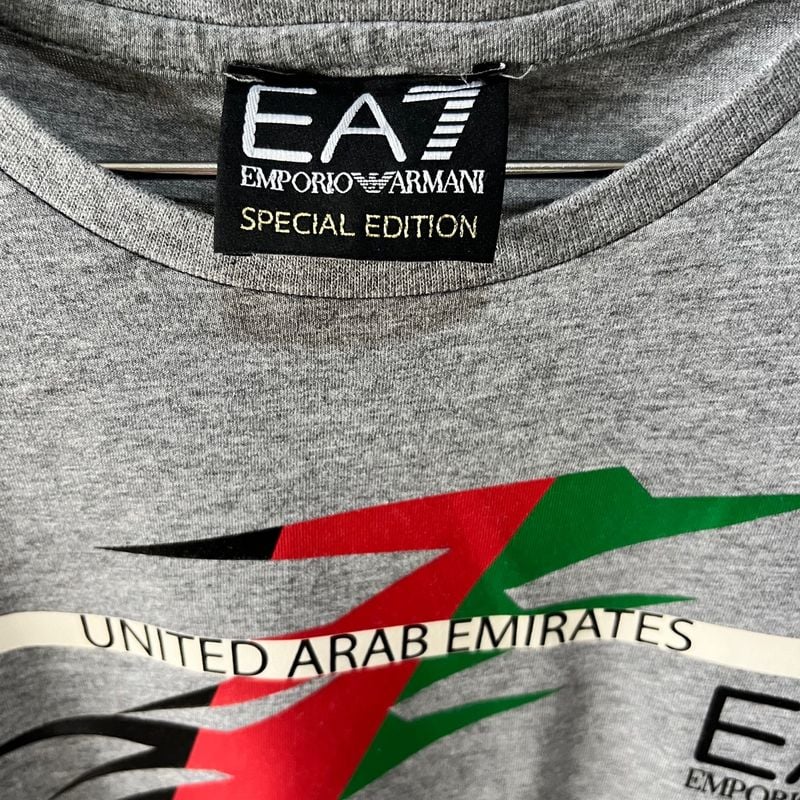 EA7
EMPORIO ARMANI
SPECIAL EDITION
UNITED ARAB EMIRATES